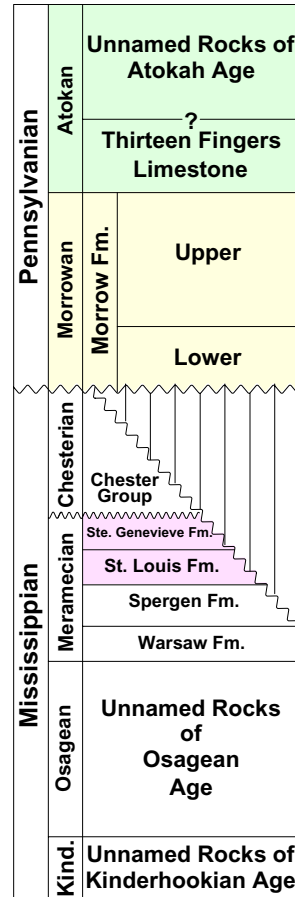 Pennsylvanian
Atokan
Unnamed Rocks of
Atokah Age
?
Thirteen Fingers
Limestone
Morrowan
Morrow Fm.
Upper
Lower
Mississippian
Chesterian
Chester
Group
Meramecian
Ste. Genevieve Fm.
St. Louis Fm.
Spergen Fm.
Warsaw Fm.
Osagean
Unnamed Rocks
of
Osagean
Age
Kind.
Unnamed Rocks of
Kinderhookian Age